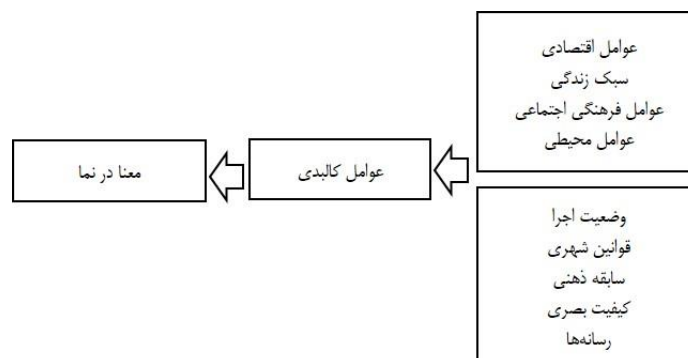 عوامل اقتصادی
سبک زندگی
عوامل فرهنگی اجتماعی
عوامل محیطی
وضعیت اجرا
قوانین شهری
سابقه ذهنی
کیفیت بصری
رسانه‌ها
عوامل کالبدی
معنا در نما